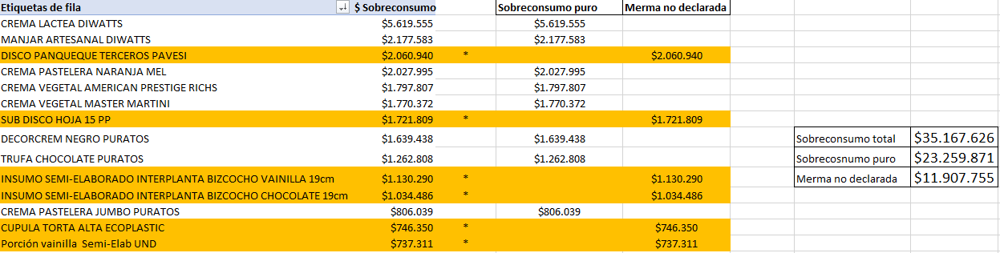 Etiquetas de fila $ Sobreconsumo Sobreconsumo puro Merma no declarada
CREMA LACTEA DIWATTS $5.619.555 $5.619.555
MANJAR ARTESANAL DIWATTS $2.177.583 $2.177.583
DISCO PANQUEQUE TERCEROS PAVESI $2.060.940 * $2.060.940
CREMA PASTELERA NARANJA MEL $2.027.995 $2.027.995
CREMA VEGETAL AMERICAN PRESTIGE RICHS $1.797.807 $1.797.807
CREMA VEGETAL MASTER MARTINI $1.770.372 $1.770.372
SUB DISCO HOJA 15 PP $1.721.809 * $1.721.809
DECORCREM NEGRO PURATOS $1.639.438 $1.639.438
Sobreconsumo total $35.167.626
TRUFA CHOCOLATE PURATOS $1.262.808 $1.262.808
Sobrecosnumo puro $23.259.871
INSUMO SEMI-ELABORADO INTERPLANTA BIZCOCHO VAINILLA 19cm $1.130.290 * $1.130.290
Merma no declarada $11.907.755
INSUMO SEMI-ELABORADO INTERPLANTA BIZCOCHO CHOCOLATE 19cm $1.034.486 * $1.034.486
CREMA PASTELERA JUMBO PURATOS $806.039 $806.039
CUPULA TORTA ALTA ECOPLASTIC $746.350 * $746.350
Porción vainilla  Semi-Elab UND $737.311 * $737.311